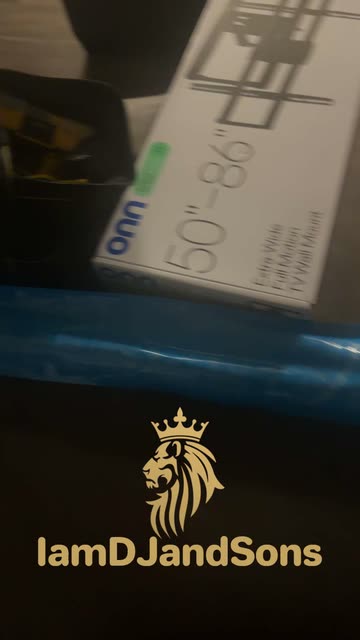 onn
50"–86"
Extra Wide
Full Motion
TV Wall Mount
IamDJandSons